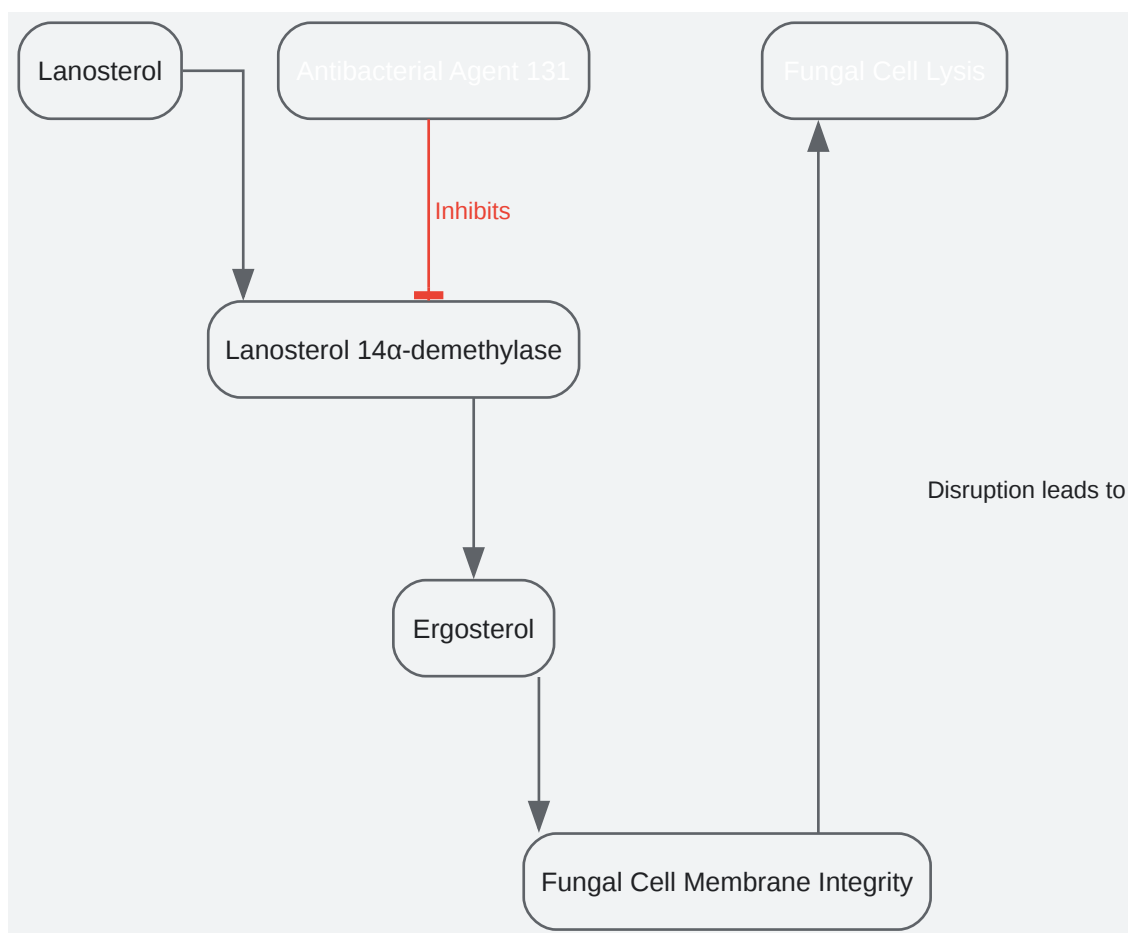 Lanosterol
Antibacterial Agent 131
Fungal Cell Lysis
Inhibits
Lanosterol 14α-demethylase
Disruption leads to
Ergosterol
Fungal Cell Membrane Integrity